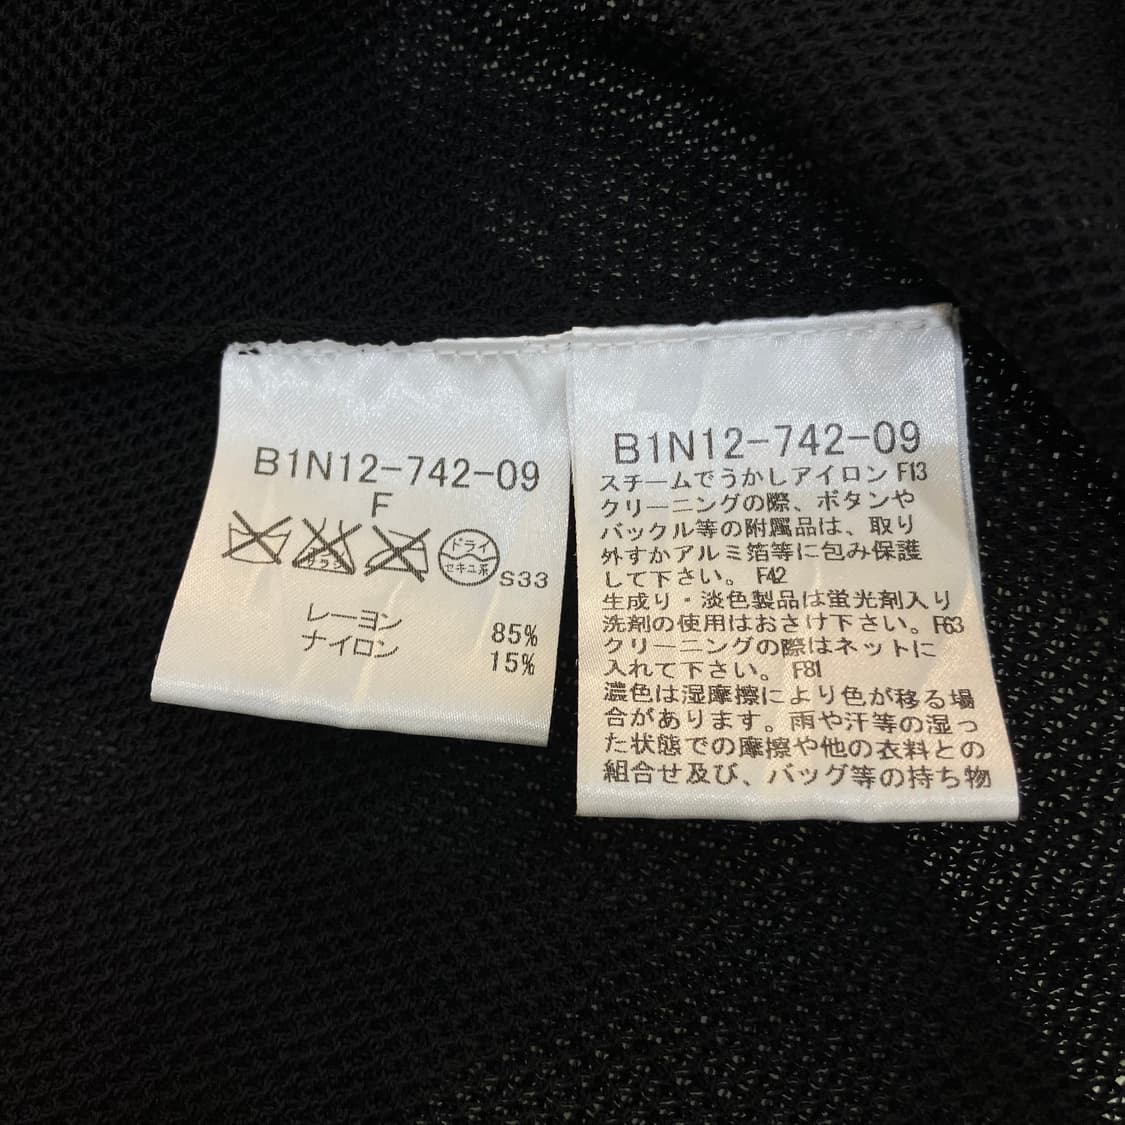 B1N12-742-09
F
エンソサラシ
ドライ
セキユ系
S33
レーヨン 85%
ナイロン 15%
B1N12-742-09
スチームでうかしアイロン F13
クリーニングの際、ボタンや
バックル等の附属品は、取り
外すかアルミ箔等に包み保護
して下さい。 F42
生成り・淡色製品は蛍光剤入り
洗剤の使用はおさけ下さい。F63
クリーニングの際はネットに
入れて下さい。 F81
濃色は湿摩擦により色が移る場
合があります。雨や汗等の湿っ
た状態での摩擦や他の衣料との
組合せ及び、バッグ等の持ち物